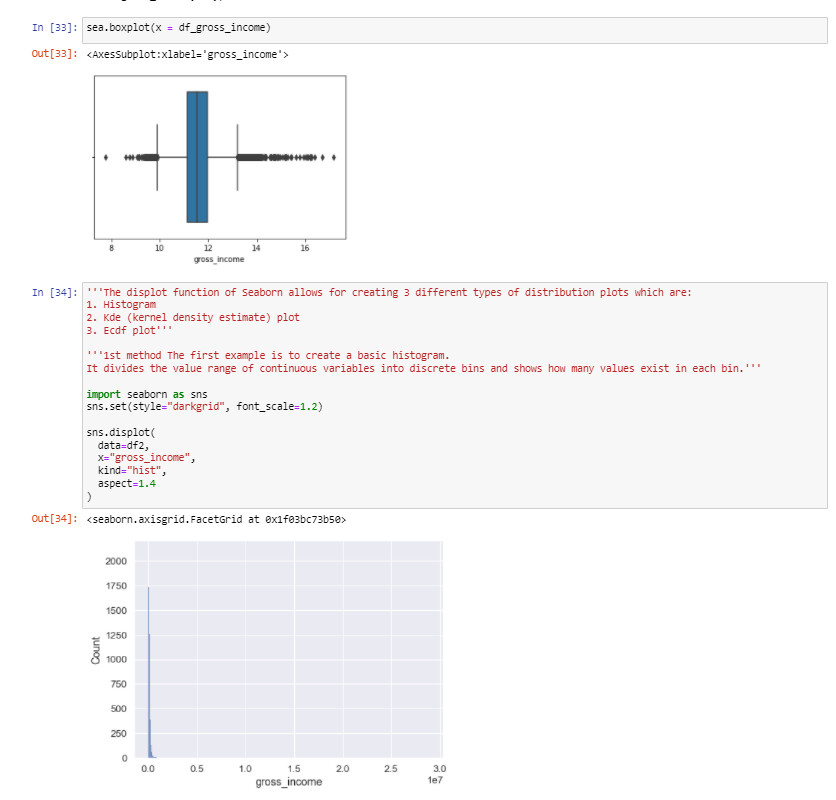 In [33]: sea.boxplot(x = df_gross_income)
Out[33]: <AxesSubplot:xlabel='gross_income'>
8 10 12 14 16
gross_income
In [34]: '''The displot function of Seaborn allows for creating 3 different types of distribution plots which are:
1. Histogram
2. Kde (kernel density estimate) plot
3. Ecdf plot'''
'''1st method The first example is to create a basic histogram.
It divides the value range of continuous variables into discrete bins and shows how many values exist in each bin.'''
import seaborn as sns
sns.set(style="darkgrid", font_scale=1.2)
sns.displot(
data=df2,
x="gross_income",
kind="hist",
aspect=1.4
)
Out[34]: <seaborn.axisgrid.FacetGrid at 0x1f03bc73b50>
2000
1750
1500
1250
1000
750
500
250
0
Count
0.0 0.5 1.0 1.5 2.0 2.5 3.0
1e7
gross_income